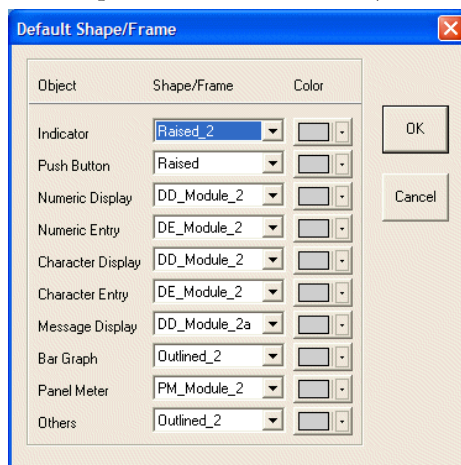 Default Shape/Frame
Object Shape/Frame Color
Indicator Raised_2
Push Button Raised
Numeric Display DD_Module_2
Numeric Entry DE_Module_2
Character Display DD_Module_2
Character Entry DE_Module_2
Message Display DD_Module_2a
Bar Graph Outlined_2
Panel Meter PM_Module_2
Others Outlined_2
OK
Cancel